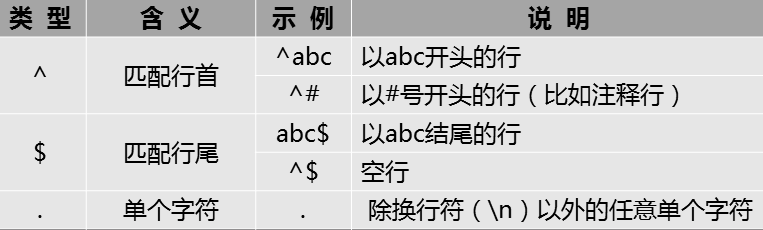 类 型 含 义 示 例 说 明
^ 匹配行首 ^abc 以abc开头的行
^# 以#号开头的行（比如注释行）
$ 匹配行尾 abc$ 以abc结尾的行
^$ 空行
. 单个字符 . 除换行符（\n）以外的任意单个字符